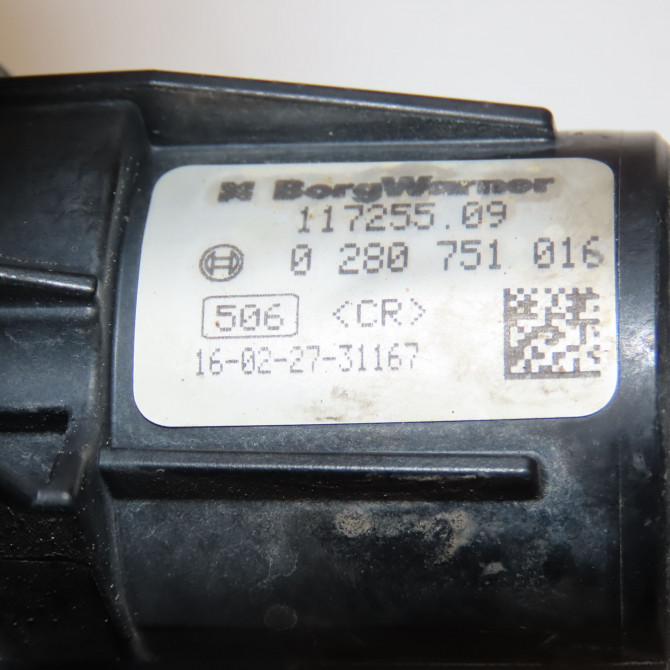 BorgWarner
117255.09
0 280 751 016
506 <CR>
16-02-27-31167